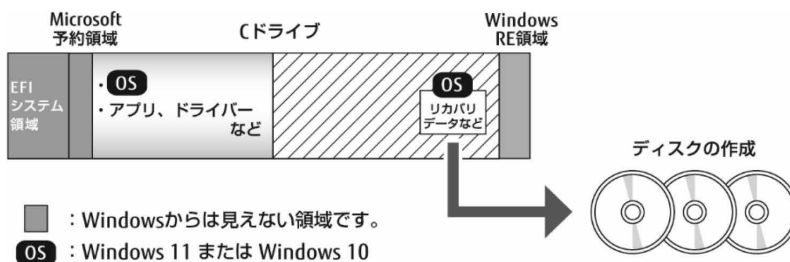 Microsoft
予約領域
Cドライブ
Windows
RE領域
EFI
システム
領域
・OS
・アプリ、ドライバー
など
OS
リカバリ
データなど
ディスクの作成
：Windowsからは見えない領域です。
OS：Windows 11 または Windows 10